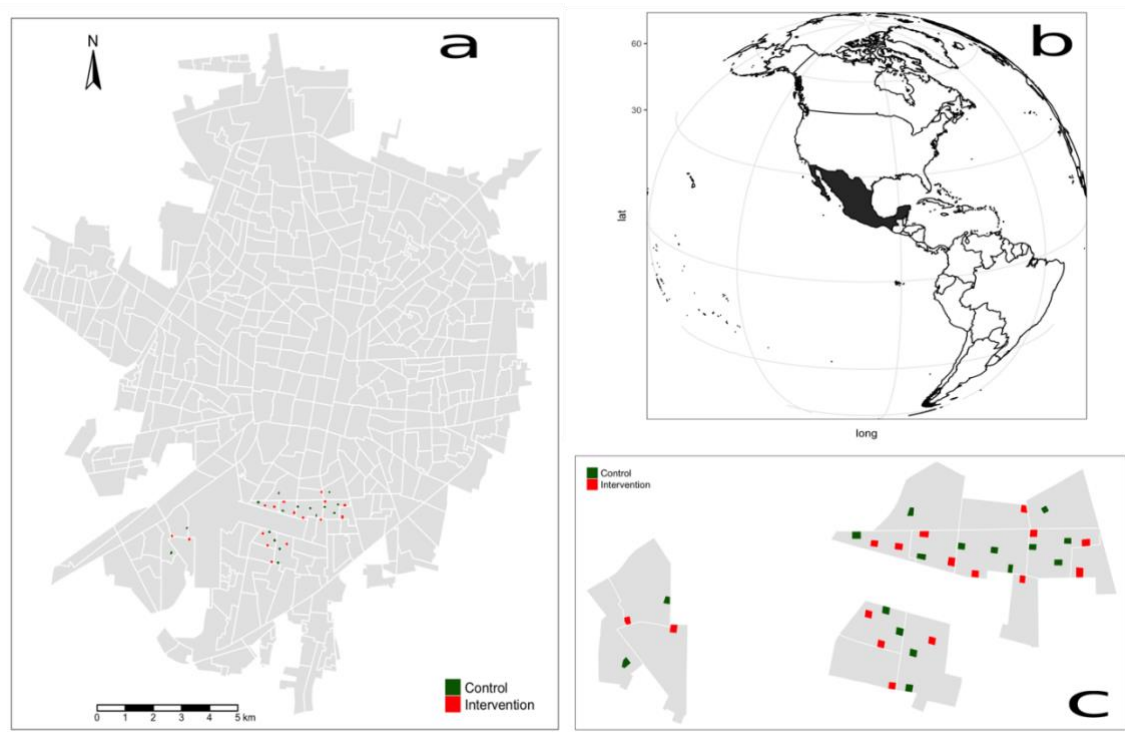 N
a
0 1 2 3 4 5 km
Control
Intervention
b
60
30
lat
long
Control
Intervention
c